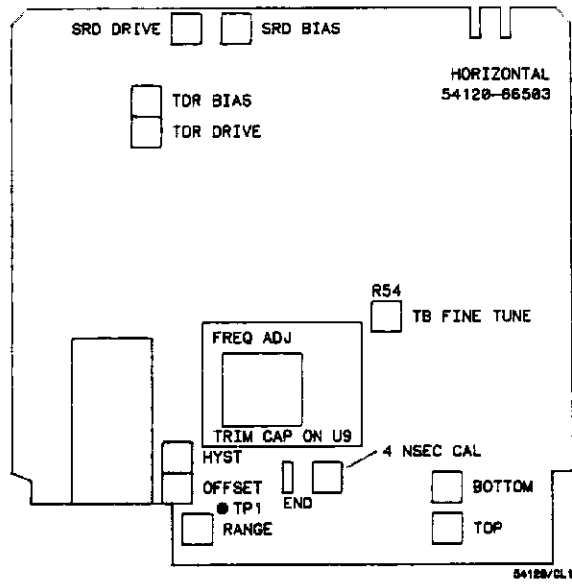 SRD DRIVE
SRD BIAS
HORIZONTAL
54120-66503
TDR BIAS
TDR DRIVE
R54
TB FINE TUNE
FREQ ADJ
TRIM CAP ON U9
HYST
4 NSEC CAL
OFFSET
END
BOTTOM
TP1
RANGE
TOP
54120/CL1